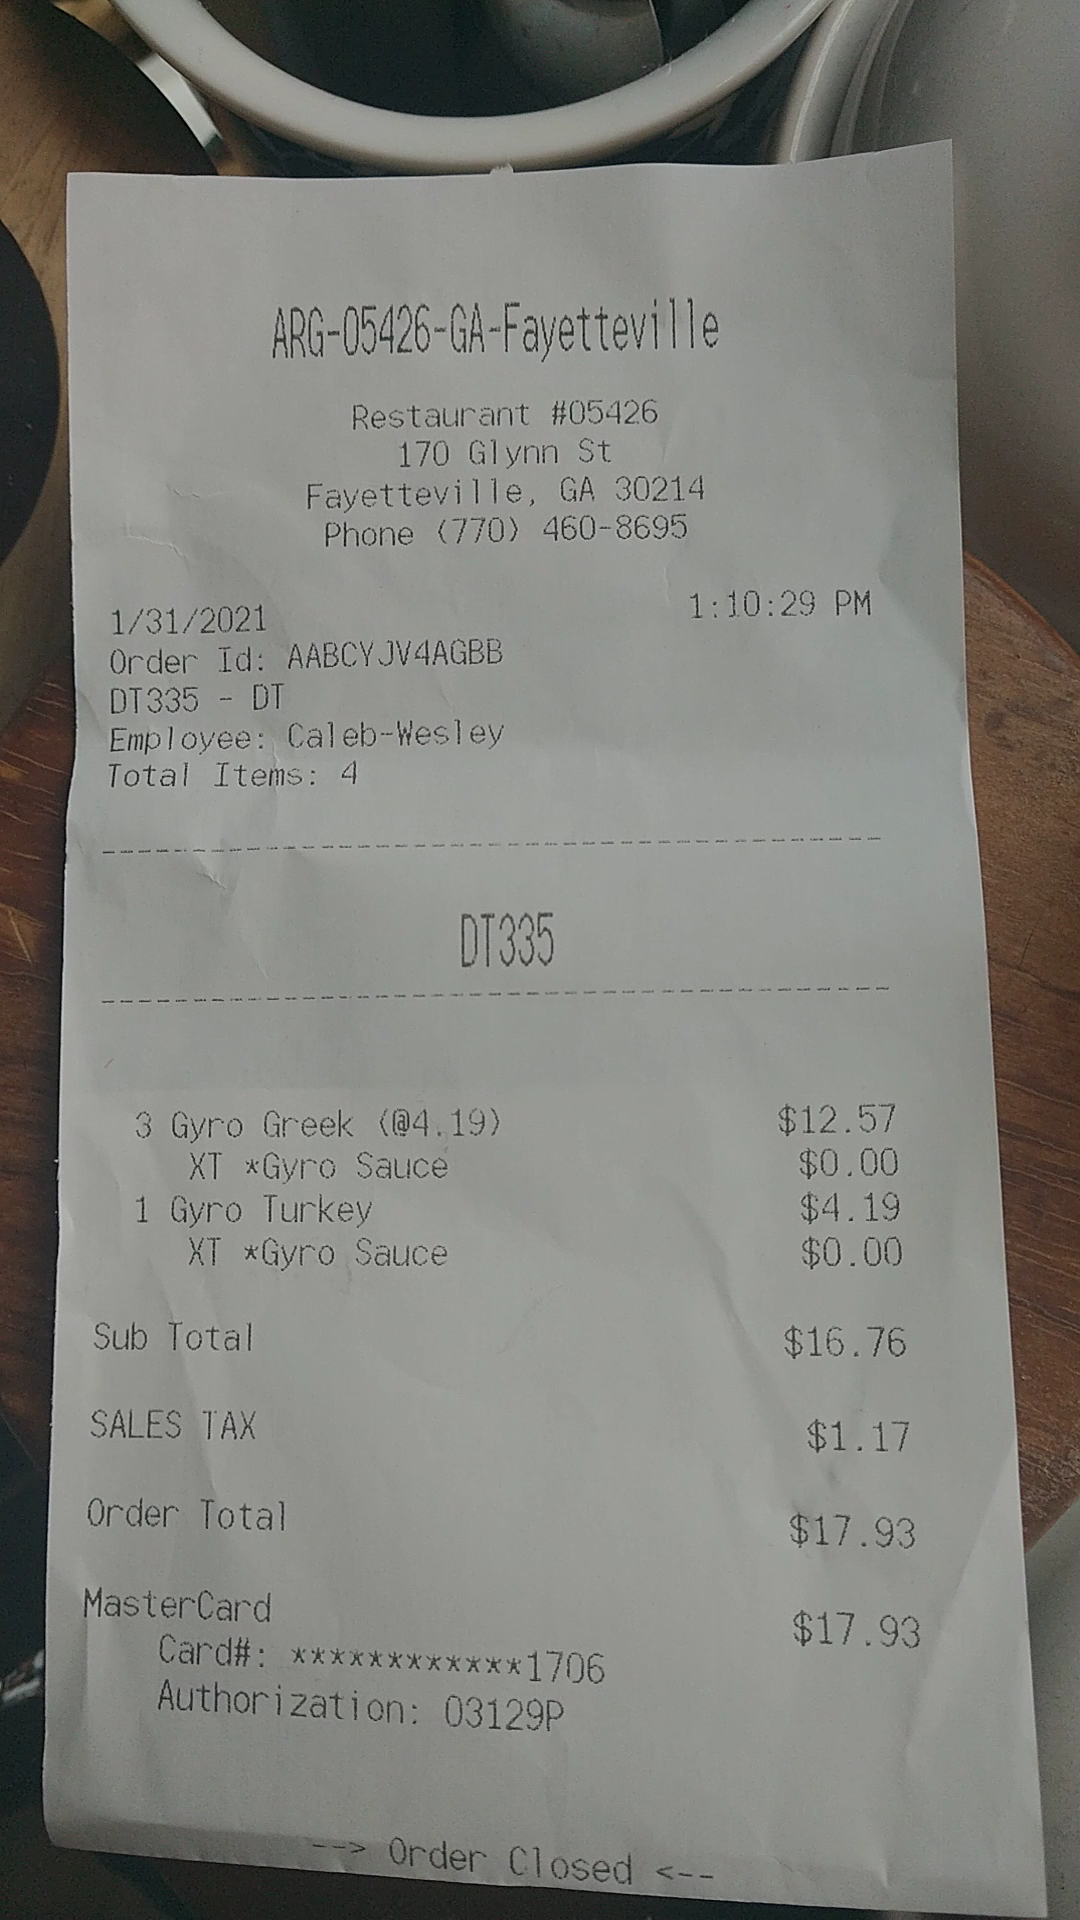 ARG-05426-GA-Fayetteville
Restaurant #05426
170 Glynn St
Fayetteville, GA 30214
Phone (770) 460-8695
1/31/2021 1:10:29 PM
Order Id: AABCYJV4AGBB
DT335 - DT
Employee: Caleb-Wesley
Total Items: 4
DT335
3 Gyro Greek (@4.19) $12.57
XT *Gyro Sauce $0.00
1 Gyro Turkey $4.19
XT *Gyro Sauce $0.00
Sub Total $16.76
SALES TAX $1.17
Order Total $17.93
MasterCard $17.93
Card#: ************1706
Authorization: 03129P
--> Order Closed <--